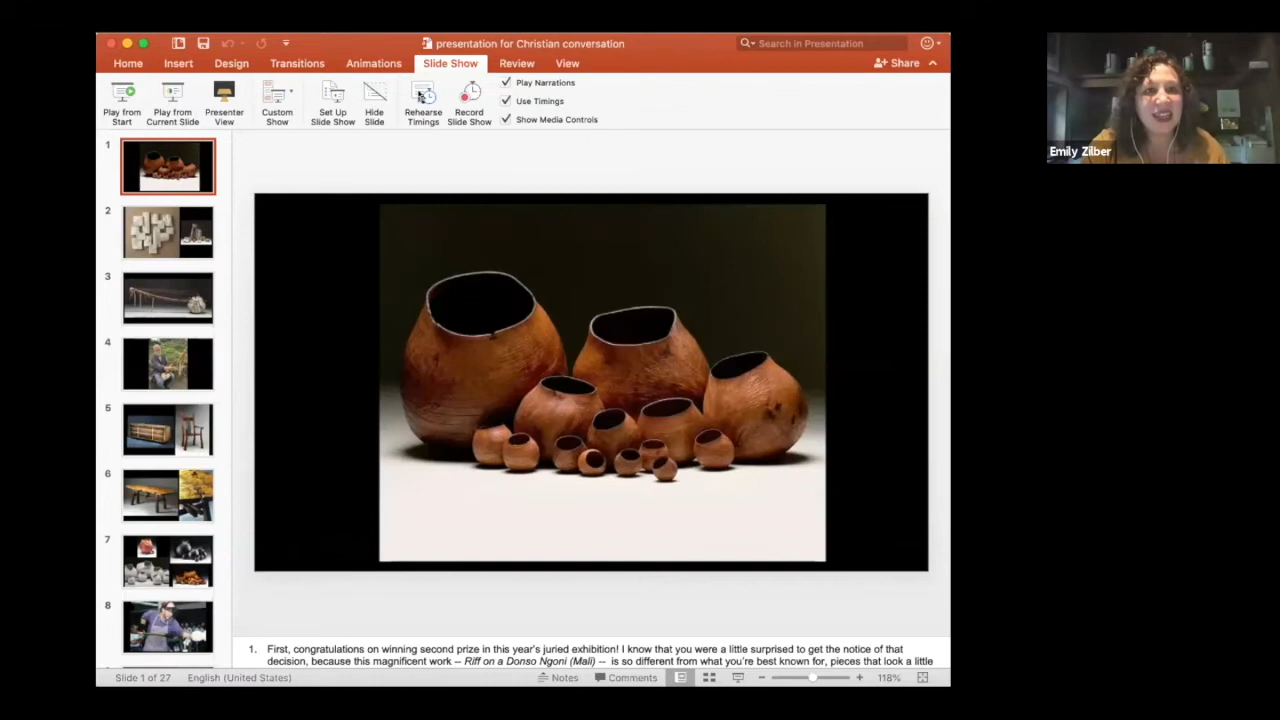 presentation for Christian conversation
Search in Presentation
Home Insert Design Transitions Animations Slide Show Review View
Share
Play from Start
Play from Current Slide
Presenter View
Custom Show
Set Up Slide Show
Hide Slide
Rehearse Timings
Record Slide Show
Play Narrations
Use Timings
Show Media Controls
Emily Zilber
1
2
3
4
5
6
7
8
1. First, congratulations on winning second prize in this year's juried exhibition! I know that you were a little surprised to get the notice of that
decision, because this magnificent work -- Riff on a Donso Ngoni (Mali) -- is so different from what you're best known for, pieces that look a little
Slide 1 of 27 English (United States) Notes Comments 118%